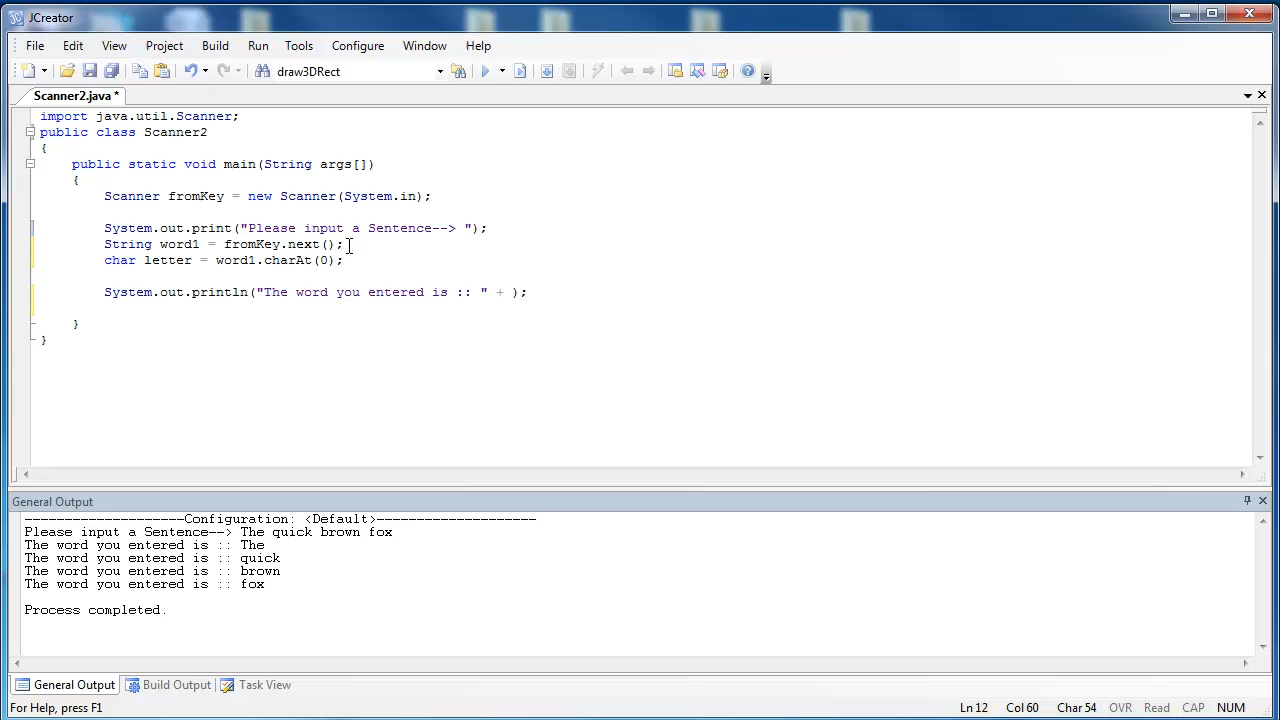 JCreator
File Edit View Project Build Run Tools Configure Window Help
draw3DRect
Scanner2.java *
import java.util.Scanner;
public class Scanner2
{
public static void main(String args[])
{
Scanner fromKey = new Scanner(System.in);
System.out.print("Please input a Sentence--> ");
String word1 = fromKey.next();
char letter = word1.charAt(0);
System.out.println("The word you entered is :: " + );
}
}
General Output
--------------------Configuration: <Default>--------------------
Please input a Sentence--> The quick brown fox
The word you entered is :: The
The word you entered is :: quick
The word you entered is :: brown
The word you entered is :: fox
Process completed.
General Output Build Output Task View
For Help, press F1 Ln 12 Col 60 Char 54 OVR Read CAP NUM